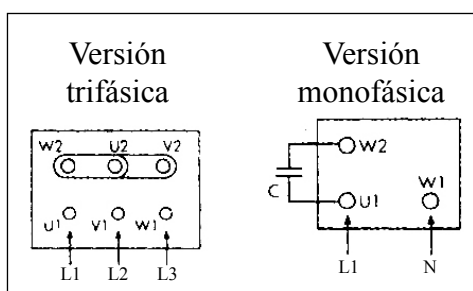 Versión
trifásica
W2 U2 V2
U1 V1 W1
L1 L2 L3
Versión
monofásica
W2
C
U1
W1
L1 N